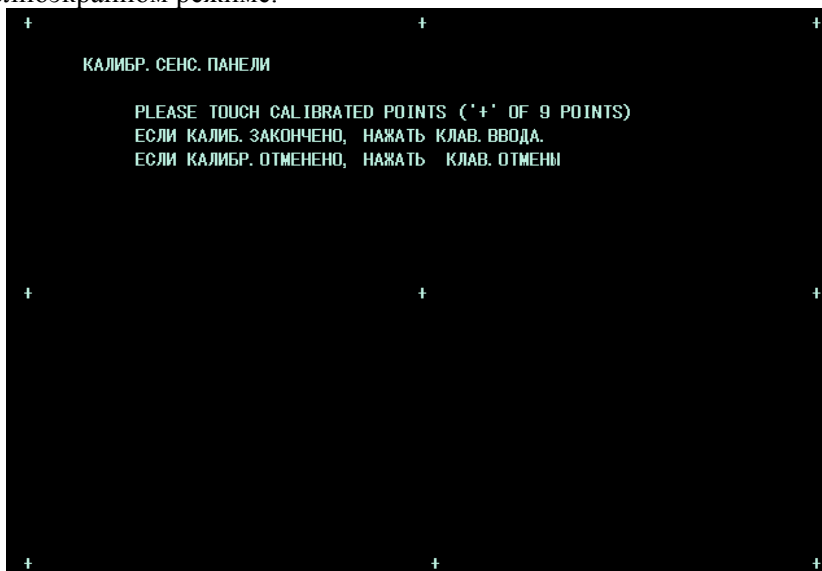 режиме.
+ + +
КАЛИБР. СЕНС. ПАНЕЛИ
PLEASE TOUCH CALIBRATED POINTS ('+' OF 9 POINTS)
ЕСЛИ КАЛИБ. ЗАКОНЧЕНО, НАЖАТЬ КЛАВ. ВВОДА.
ЕСЛИ КАЛИБР. ОТМЕНЕНО, НАЖАТЬ КЛАВ. ОТМЕНЫ
+ + +
+ + +